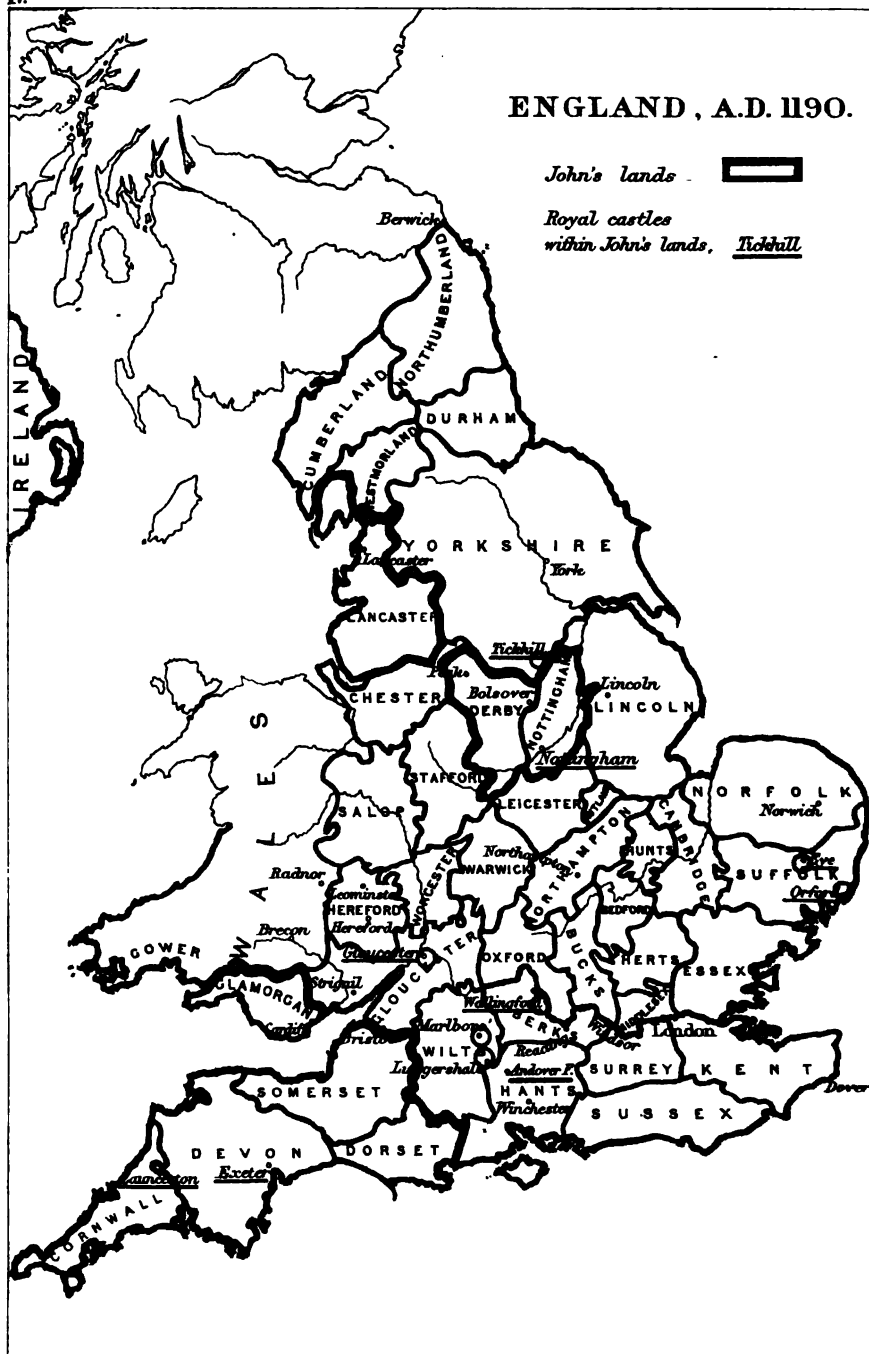 ENGLAND, A.D. 1190.
John's lands
Royal castles
within John's lands, Tickhill
Berwick
NORTHUMBERLAND
IRELAND
CUMBERLAND
DURHAM
WESTMORLAND
YORKSHIRE
Lancaster
York
LANCASTER
Tickhill
Peak
CHESTER
Bolsover
DERBY
NOTTINGHAM
Lincoln
LINCOLN
WALES
Nottingham
STAFFORD
SALOP
LEICESTER
RUTLAND
NORFOLK
Norwich
CAMBRIDGE
HUNTS
Northampton
NORTHAMPTON
WARWICK
WORCESTER
Eye
SUFFOLK
Orford
Radnor
Leominster
HEREFORD
Hereford
BEDFORD
Brecon
GOWER
Gloucester
GLOUCESTER
OXFORD
BUCKS
HERTS
ESSEX
GLAMORGAN
Striguil
Cardiff
Wallingford
BERKS
MIDDLESEX
Windsor
London
Bristol
Marlboro
WILTS
Ludgershall
Reading
Andover P.
SURREY
KENT
Dover
HANTS
Winchester
SUSSEX
SOMERSET
DEVON
DORSET
Launceston
Exeter
CORNWALL